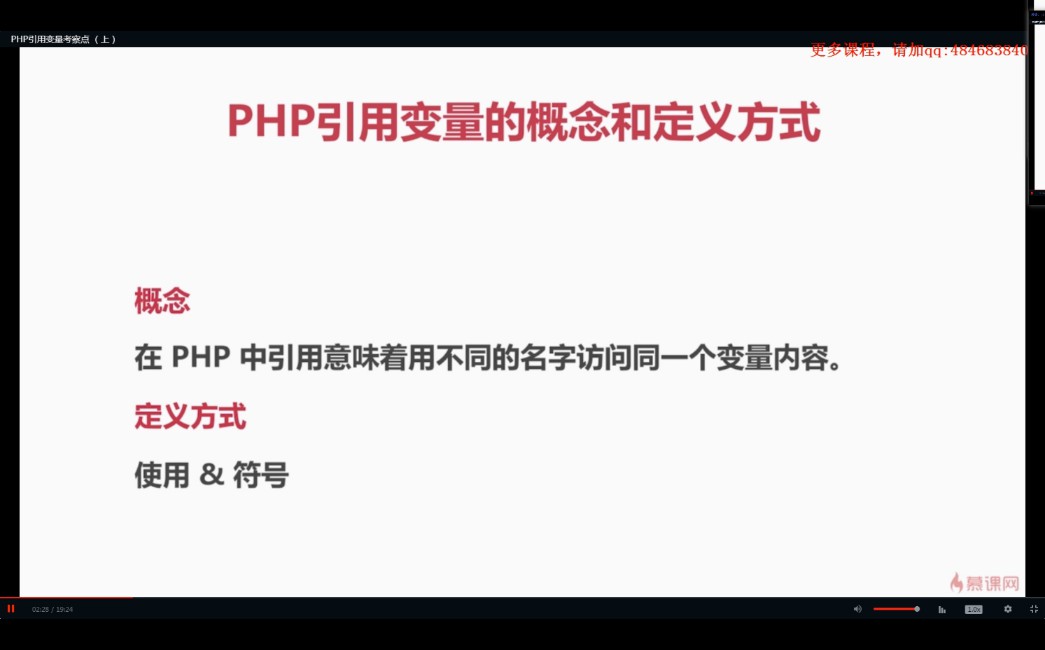 PHP引用变量考察点（上）
更多课程，请加qq:484683840
PHP引用变量的概念和定义方式
概念
在 PHP 中引用意味着用不同的名字访问同一个变量内容。
定义方式
使用 & 符号
慕课网
02:28 / 19:24
1.0x